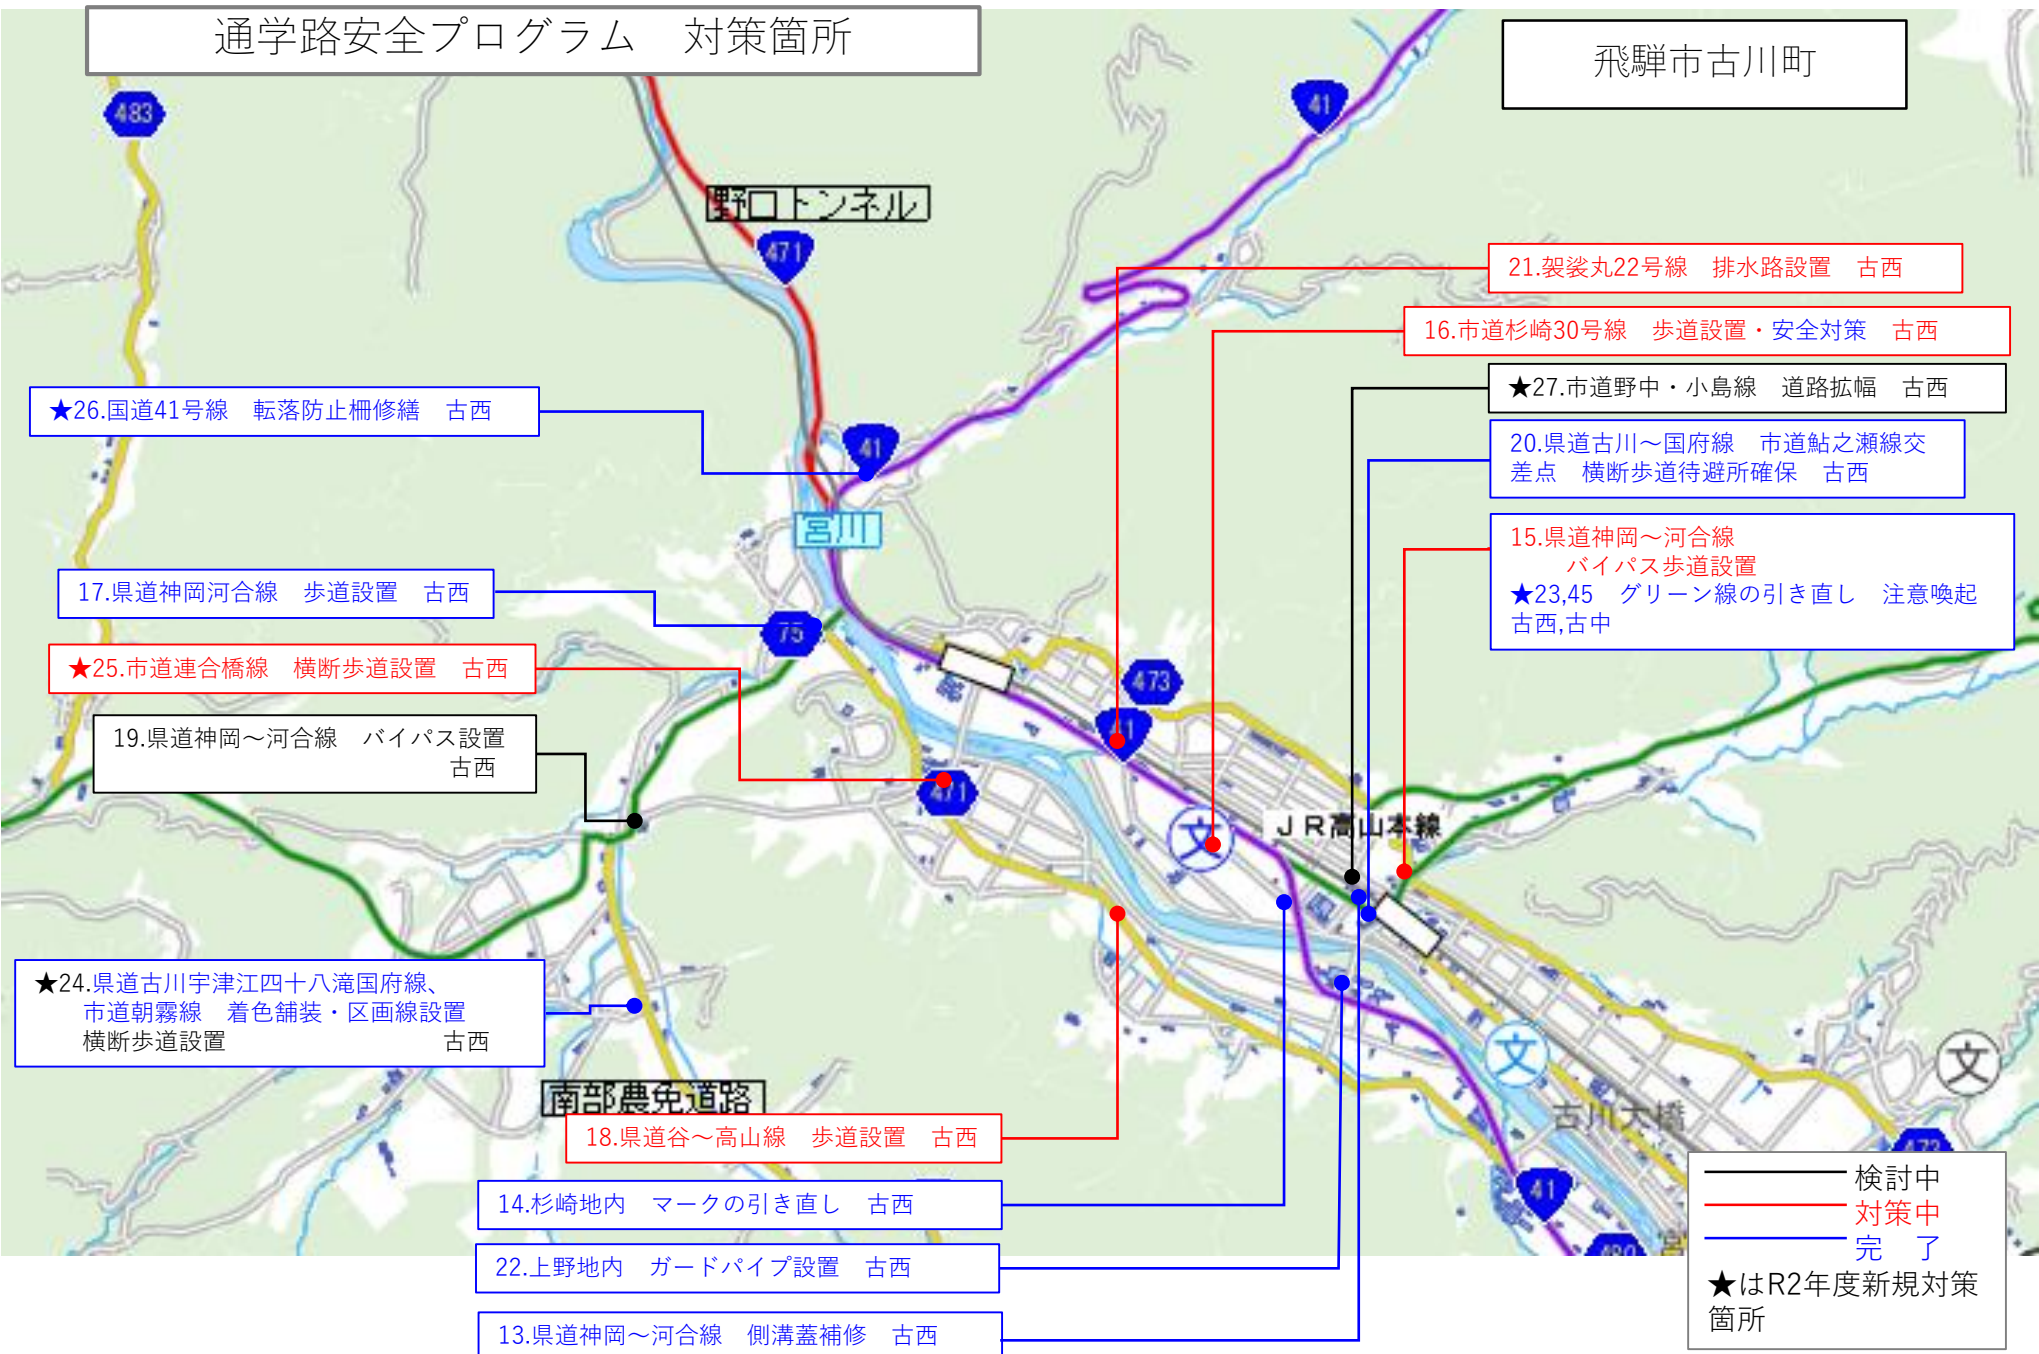 通学路安全プログラム　対策箇所
飛騨市古川町
483
41
野口トンネル
471
21.袈裟丸22号線　排水路設置　古西
16.市道杉崎30号線　歩道設置・安全対策　古西
★27.市道野中・小島線　道路拡幅　古西
★26.国道41号線　転落防止柵修繕　古西
20.県道古川～国府線　市道鮎之瀬線交
差点　横断歩道待避所確保　古西
41
宮川
15.県道神岡～河合線
バイパス歩道設置
★23,45　グリーン線の引き直し　注意喚起
古西,古中
17.県道神岡河合線　歩道設置　古西
75
★25.市道連合橋線　横断歩道設置　古西
473
41
19.県道神岡～河合線　バイパス設置
古西
471
文
ＪＲ高山本線
★24.県道古川宇津江四十八滝国府線、
市道朝霧線　着色舗装・区画線設置
横断歩道設置　古西
文
文
南部農免道路
古川大橋
18.県道谷～高山線　歩道設置　古西
473
14.杉崎地内　マークの引き直し　古西
41
22.上野地内　ガードパイプ設置　古西
13.県道神岡～河合線　側溝蓋補修　古西
検討中
対策中
完　了
★はR2年度新規対策
箇所